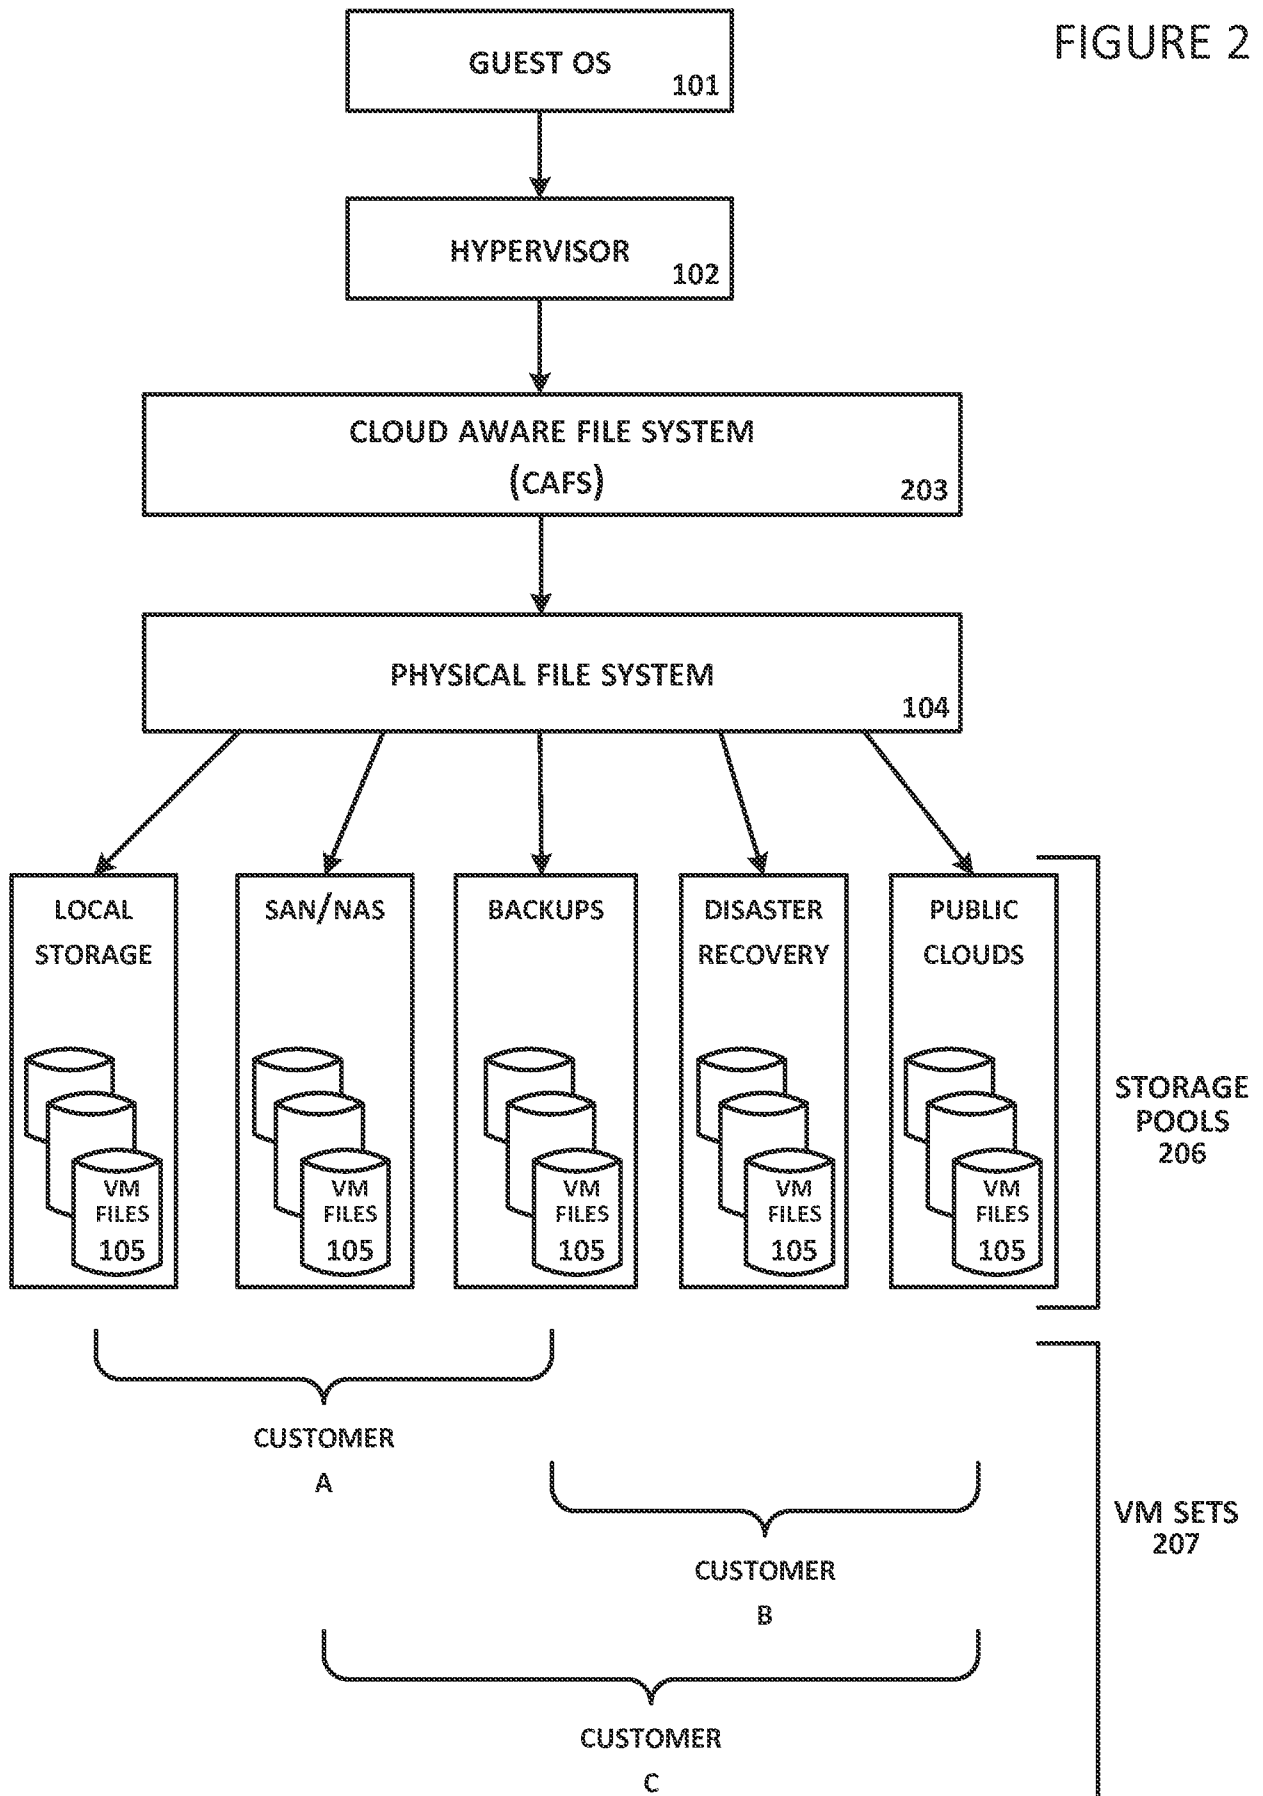 FIGURE 2
GUEST OS
101
HYPERVISOR
102
CLOUD AWARE FILE SYSTEM
(CAFS)
203
PHYSICAL FILE SYSTEM
104
LOCAL
STORAGE
VM
FILES
105
SAN/NAS
VM
FILES
105
BACKUPS
VM
FILES
105
DISASTER
RECOVERY
VM
FILES
105
PUBLIC
CLOUDS
VM
FILES
105
STORAGE
POOLS
206
CUSTOMER
A
CUSTOMER
B
CUSTOMER
C
VM SETS
207